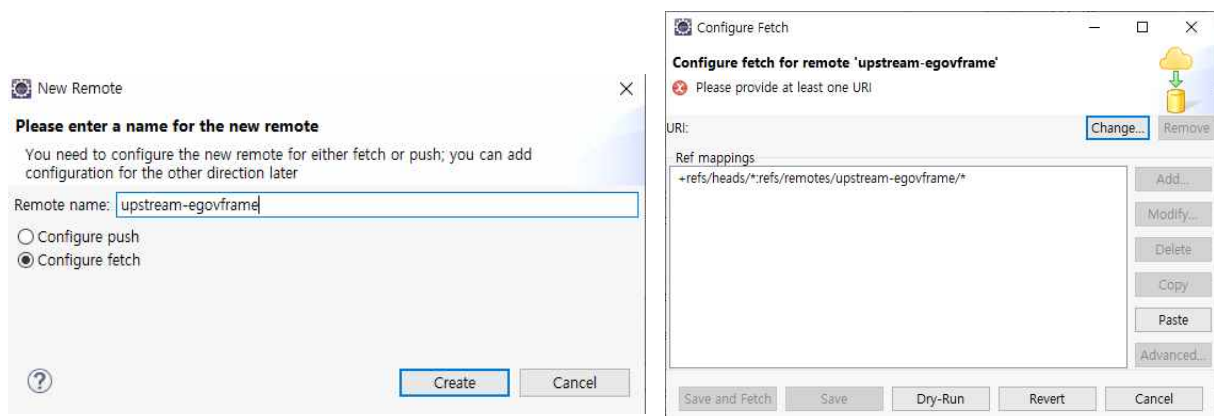 New Remote
Please enter a name for the new remote
You need to configure the new remote for either fetch or push; you can add
configuration for the other direction later
Remote name: upstream-egovframe
Configure push
Configure fetch
?
Create
Cancel
Configure Fetch
Configure fetch for remote 'upstream-egovframe'
Please provide at least one URI
URI:
Change...
Remove
Ref mappings
+refs/heads/*:refs/remotes/upstream-egovframe/*
Add...
Modify...
Delete
Copy
Paste
Advanced...
Save and Fetch
Save
Dry-Run
Revert
Cancel